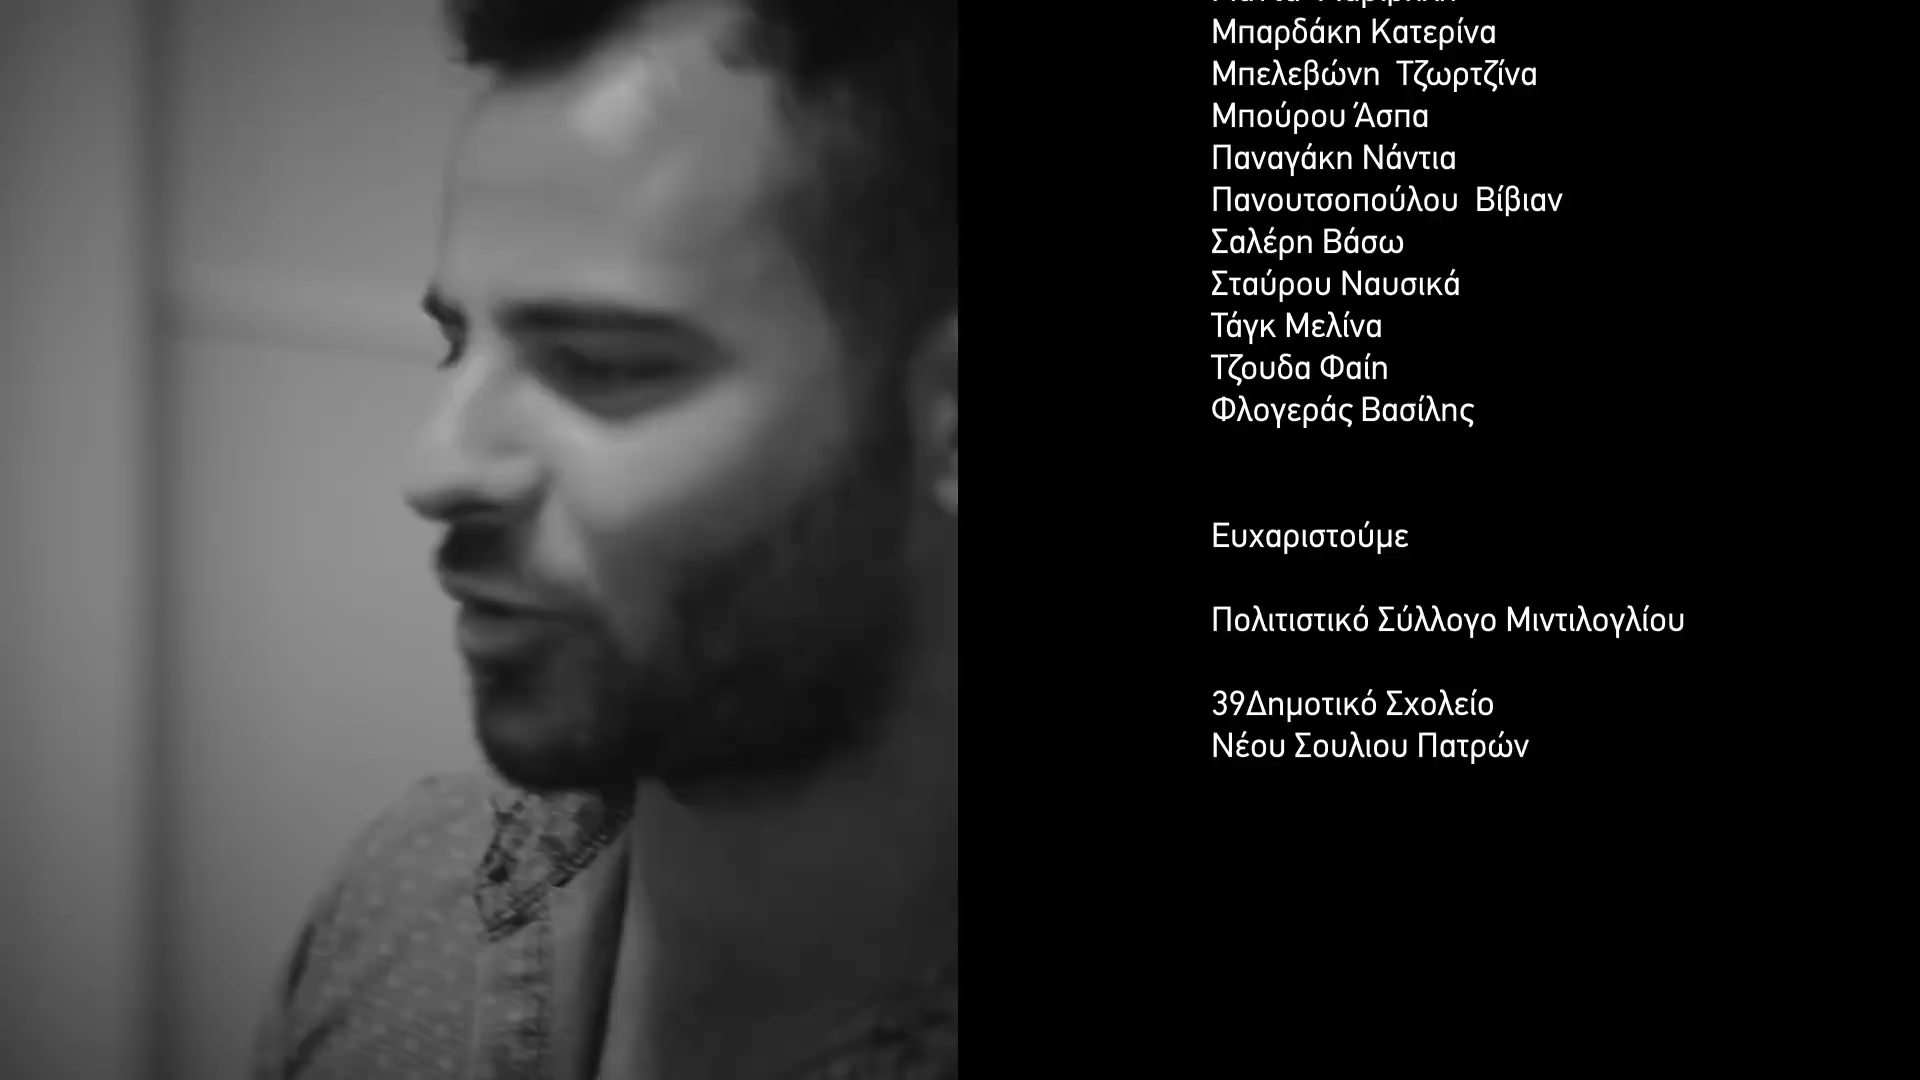 Μπαρδάκη Κατερίνα
Μπελεβώνη Τζωρτζίνα
Μπούρου Άσπα
Παναγάκη Νάντια
Πανουτσοπούλου Βίβιαν
Σαλέρη Βάσω
Σταύρου Ναυσικά
Τάγκ Μελίνα
Τζουδα Φαίη
Φλογεράς Βασίλης
Ευχαριστούμε
Πολιτιστικό Σύλλογο Μιντιλογλίου
39Δημοτικό Σχολείο
Νέου Σουλιου Πατρών